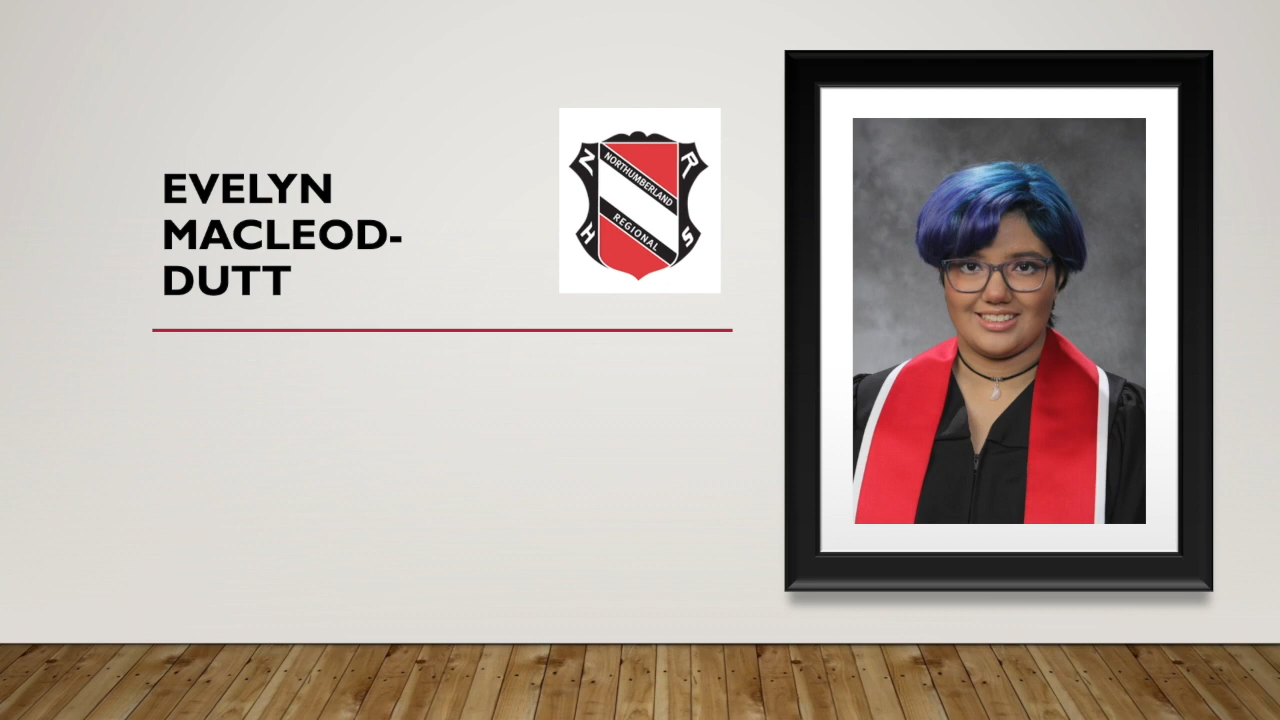 EVELYN
MACLEOD-
DUTT
N R
NORTHUMBERLAND
REGIONAL
H S